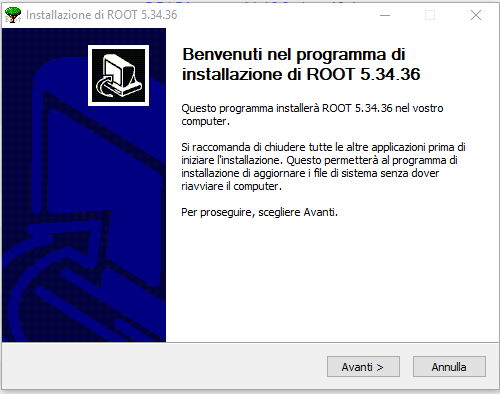 Installazione di ROOT 5.34.36
Benvenuti nel programma di
installazione di ROOT 5.34.36
Questo programma installerà ROOT 5.34.36 nel vostro
computer.
Si raccomanda di chiudere tutte le altre applicazioni prima di
iniziare l'installazione. Questo permetterà al programma di
installazione di aggiornare i file di sistema senza dover
riavviare il computer.
Per proseguire, scegliere Avanti.
Avanti >
Annulla